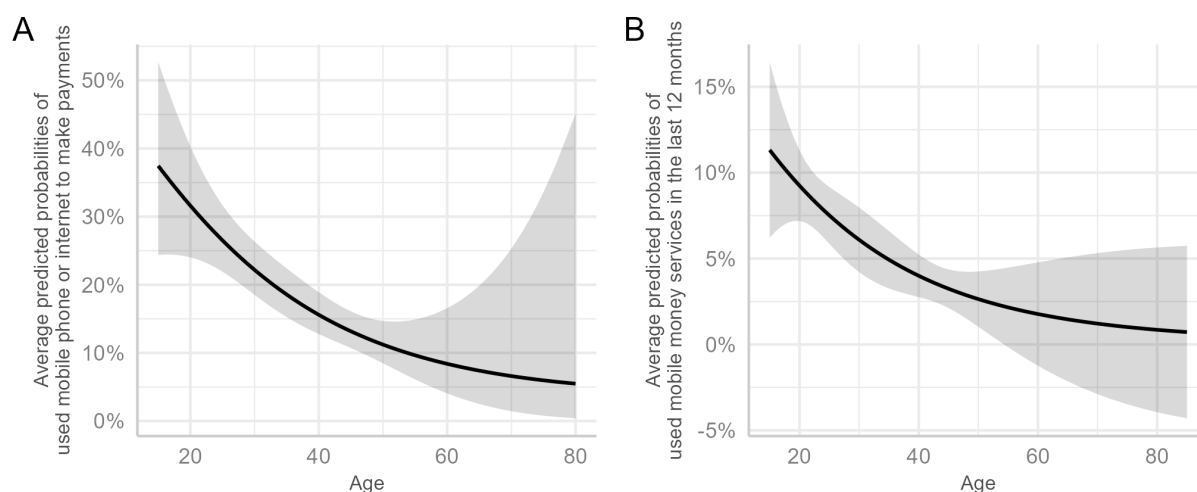 A
Average predicted probabilities of
used mobile phone or internet to make payments
50%
40%
30%
20%
10%
0%
20
40
60
80
Age
B
Average predicted probabilities of
used mobile money services in the last 12 months
15%
10%
5%
0%
-5%
20
40
60
80
Age